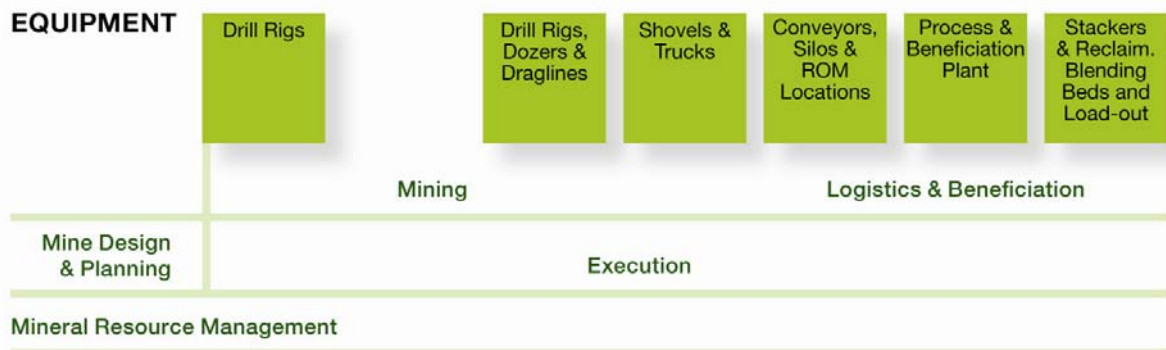 EQUIPMENT
Drill Rigs
Drill Rigs,
Dozers &
Draglines
Shovels &
Trucks
Conveyors,
Silos &
ROM
Locations
Process &
Beneficiation
Plant
Stackers
& Reclaim.
Blending
Beds and
Load-out
Mining
Logistics & Beneficiation
Mine Design
& Planning
Execution
Mineral Resource Management